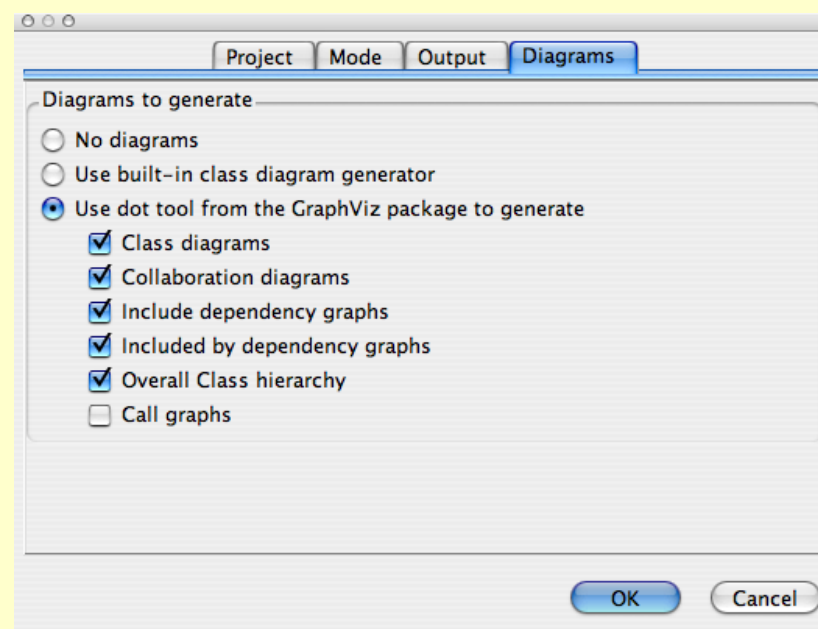 Project Mode Output Diagrams
Diagrams to generate
No diagrams
Use built-in class diagram generator
Use dot tool from the GraphViz package to generate
Class diagrams
Collaboration diagrams
Include dependency graphs
Included by dependency graphs
Overall Class hierarchy
Call graphs
OK Cancel